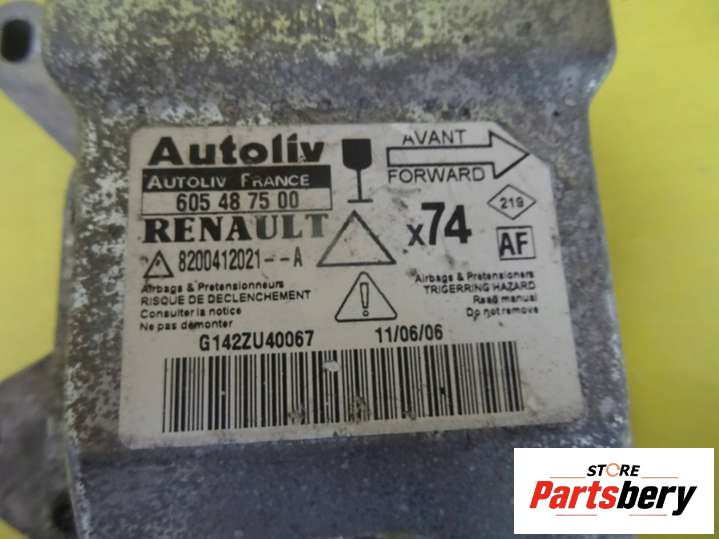 Autoliv
AUTOLIV FRANCE
605 48 75 00
RENAULT
8200412021--A
AVANT
FORWARD
x74
219
AF
Airbags & Pretensionneurs
RISQUE DE DECLENCHEMENT
Consulter la notice
Ne pas démonter
Airbags & Pretensioners
TRIGERRING HAZARD
Read manual
Do not remove
G142ZU40067
11/06/06
STORE
Partsbery